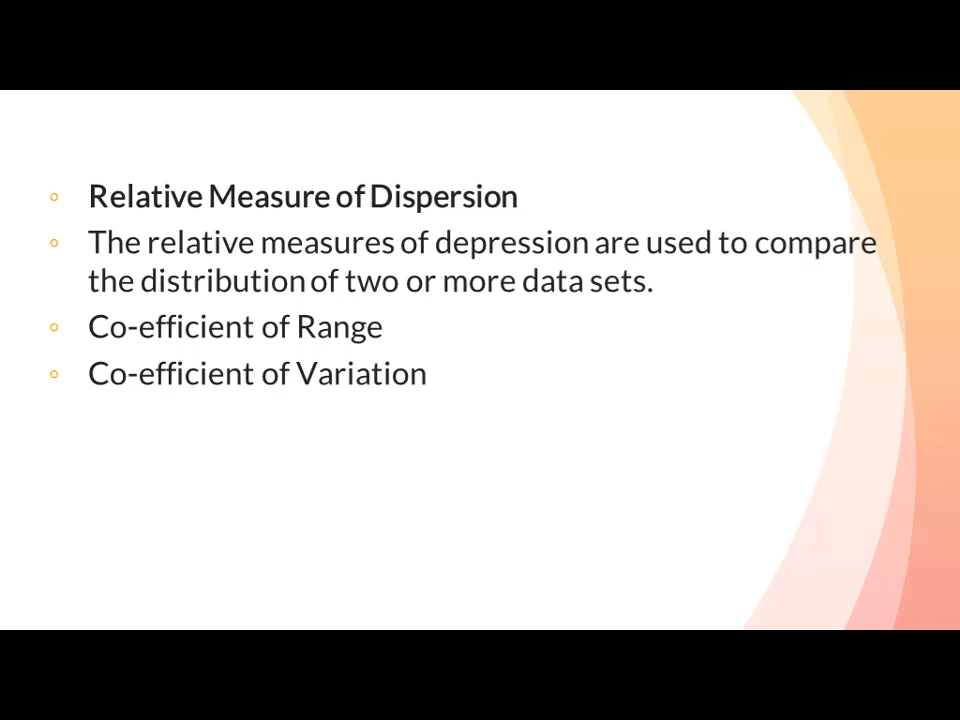 Relative Measure of Dispersion
The relative measures of depression are used to compare
the distribution of two or more data sets.
Co-efficient of Range
Co-efficient of Variation